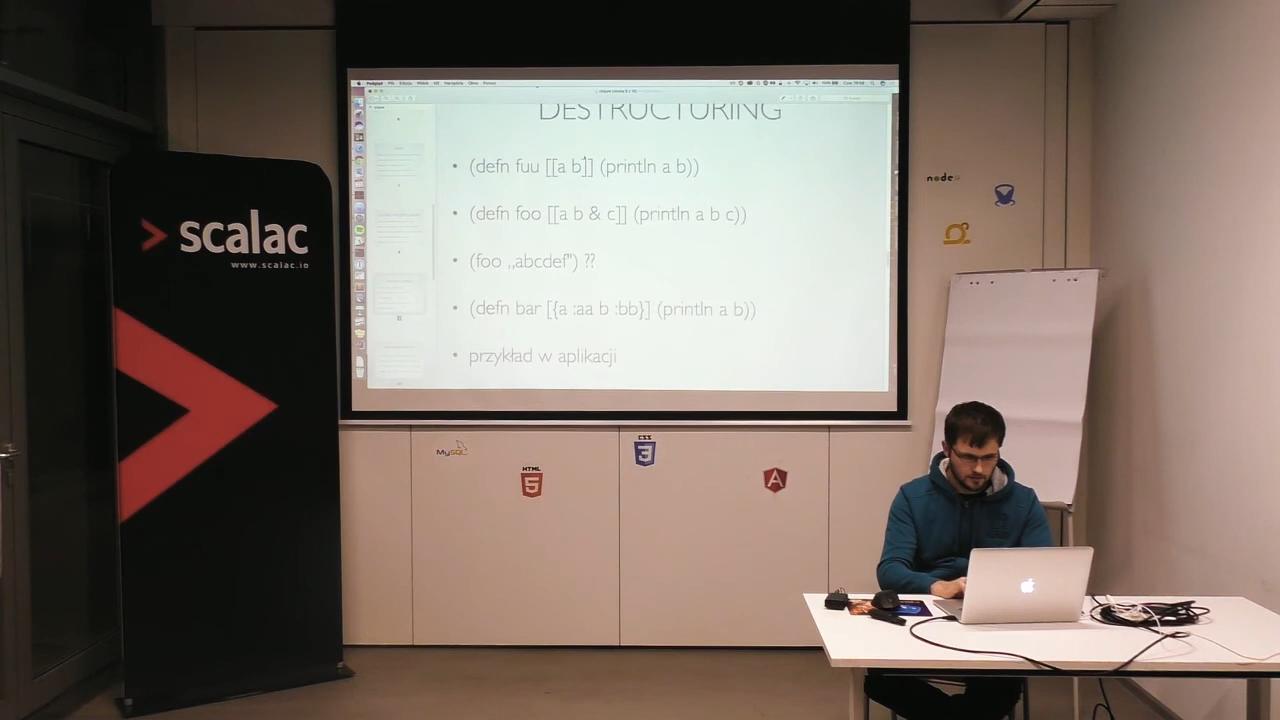 DESTRUCTURING
• (defn fuu [[a b]] (println a b))
• (defn foo [[a b & c]] (println a b c))
• (foo „abcdef") ??
• (defn bar [{a :aa b :bb}] (println a b))
• przykład w aplikacji
scalac
www.scalac.io
node
MySQL
HTML
5
CSS
3
A